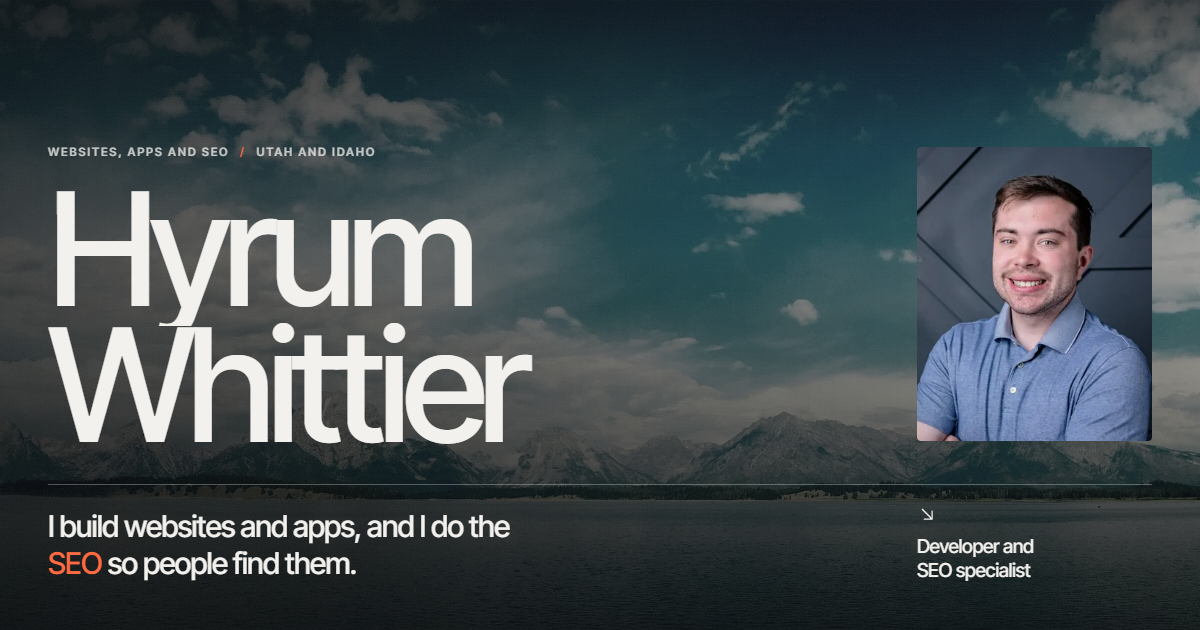 WEBSITES, APPS AND SEO / UTAH AND IDAHO
Hyrum
Whittier
I build websites and apps, and I do the
SEO so people find them.
Developer and
SEO specialist